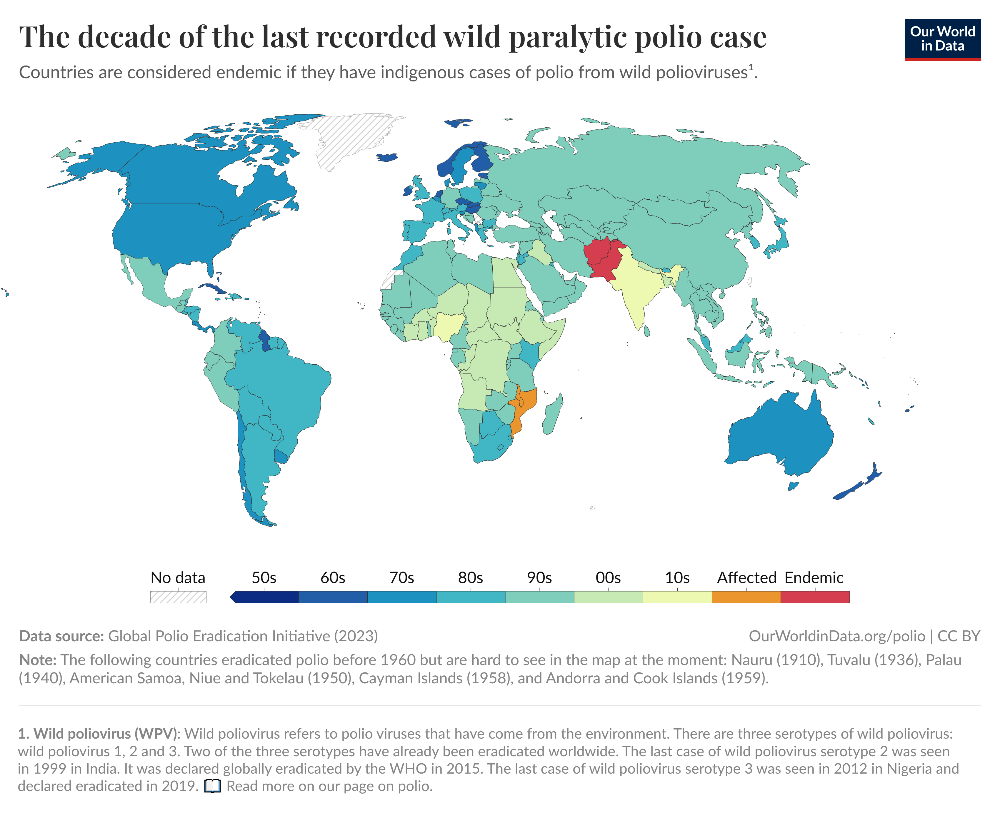 The decade of the last recorded wild paralytic polio case
Our World
in Data
Countries are considered endemic if they have indigenous cases of polio from wild polioviruses¹.
No data
50s
60s
70s
80s
90s
00s
10s
Affected
Endemic
Data source: Global Polio Eradication Initiative (2023)
OurWorldinData.org/polio | CC BY
Note: The following countries eradicated polio before 1960 but are hard to see in the map at the moment: Nauru (1910), Tuvalu (1936), Palau
(1940), American Samoa, Niue and Tokelau (1950), Cayman Islands (1958), and Andorra and Cook Islands (1959).
1. Wild poliovirus (WPV): Wild poliovirus refers to polio viruses that have come from the environment. There are three serotypes of wild poliovirus:
wild poliovirus 1, 2 and 3. Two of the three serotypes have already been eradicated worldwide. The last case of wild poliovirus serotype 2 was seen
in 1999 in India. It was declared globally eradicated by the WHO in 2015. The last case of wild poliovirus serotype 3 was seen in 2012 in Nigeria and
declared eradicated in 2019. 📖 Read more on our page on polio.